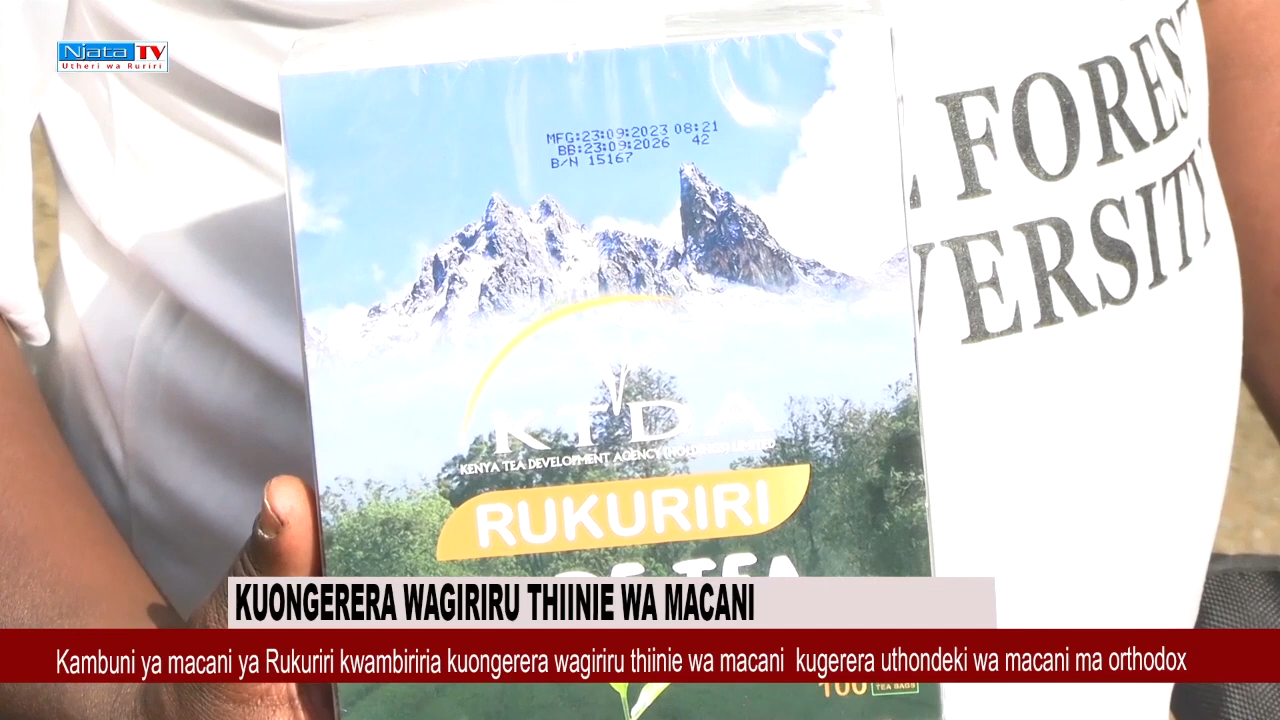 Njata TV
Utheri wa Ruriri
MFG:23:09:2023 08:21
BB:23:09:2026 42
B/N 15167
FOREST
VERSITY
KTDA
KENYA TEA DEVELOPMENT AGENCY (HOLDINGS) LIMITED
RUKURIRI
TEA
KUONGERERA WAGIRIRU THIINIE WA MACANI
Kambuni ya macani ya Rukuriri kwambiriria kuongerera wagiriru thiinie wa macani kugerera uthondeki wa macani ma orthodox
100
TEA BAGS